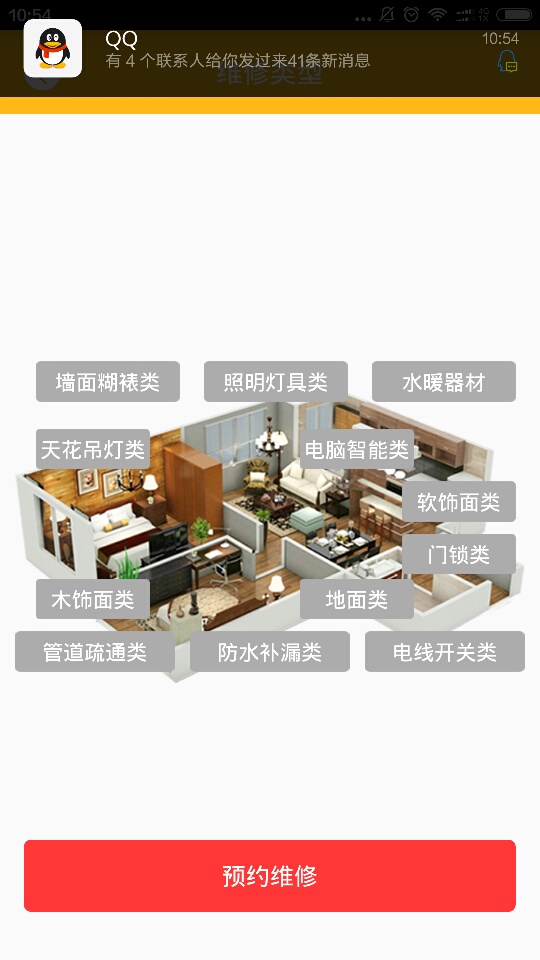 10:54
QQ
10:54
有 4 个联系人给你发过来41条新消息
维修类型
墙面糊裱类
照明灯具类
水暖器材
天花吊灯类
电脑智能类
软饰面类
门锁类
木饰面类
地面类
管道疏通类
防水补漏类
电线开关类
预约维修